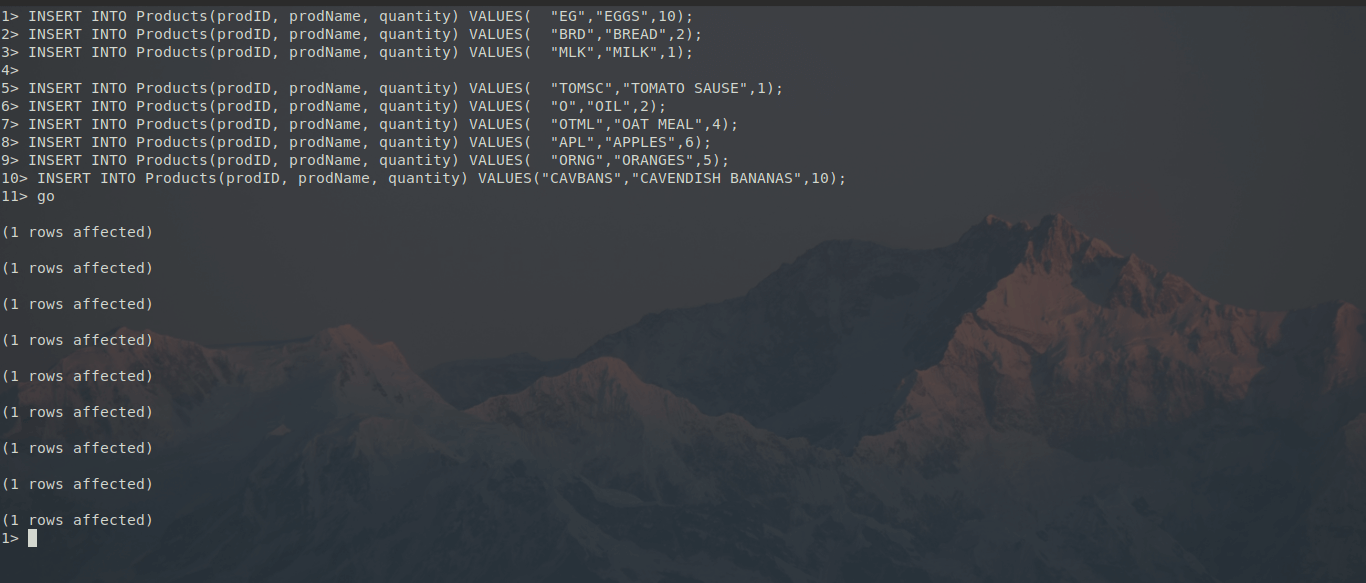 1> INSERT INTO Products(prodID, prodName, quantity) VALUES(  "EG","EGGS",10);
2> INSERT INTO Products(prodID, prodName, quantity) VALUES(  "BRD","BREAD",2);
3> INSERT INTO Products(prodID, prodName, quantity) VALUES(  "MLK","MILK",1);
4>
5> INSERT INTO Products(prodID, prodName, quantity) VALUES(  "TOMSC","TOMATO SAUSE",1);
6> INSERT INTO Products(prodID, prodName, quantity) VALUES(  "O","OIL",2);
7> INSERT INTO Products(prodID, prodName, quantity) VALUES(  "OTML","OAT MEAL",4);
8> INSERT INTO Products(prodID, prodName, quantity) VALUES(  "APL","APPLES",6);
9> INSERT INTO Products(prodID, prodName, quantity) VALUES(  "ORNG","ORANGES",5);
10> INSERT INTO Products(prodID, prodName, quantity) VALUES("CAVBANS","CAVENDISH BANANAS",10);
11> go
(1 rows affected)
(1 rows affected)
(1 rows affected)
(1 rows affected)
(1 rows affected)
(1 rows affected)
(1 rows affected)
(1 rows affected)
(1 rows affected)
1>